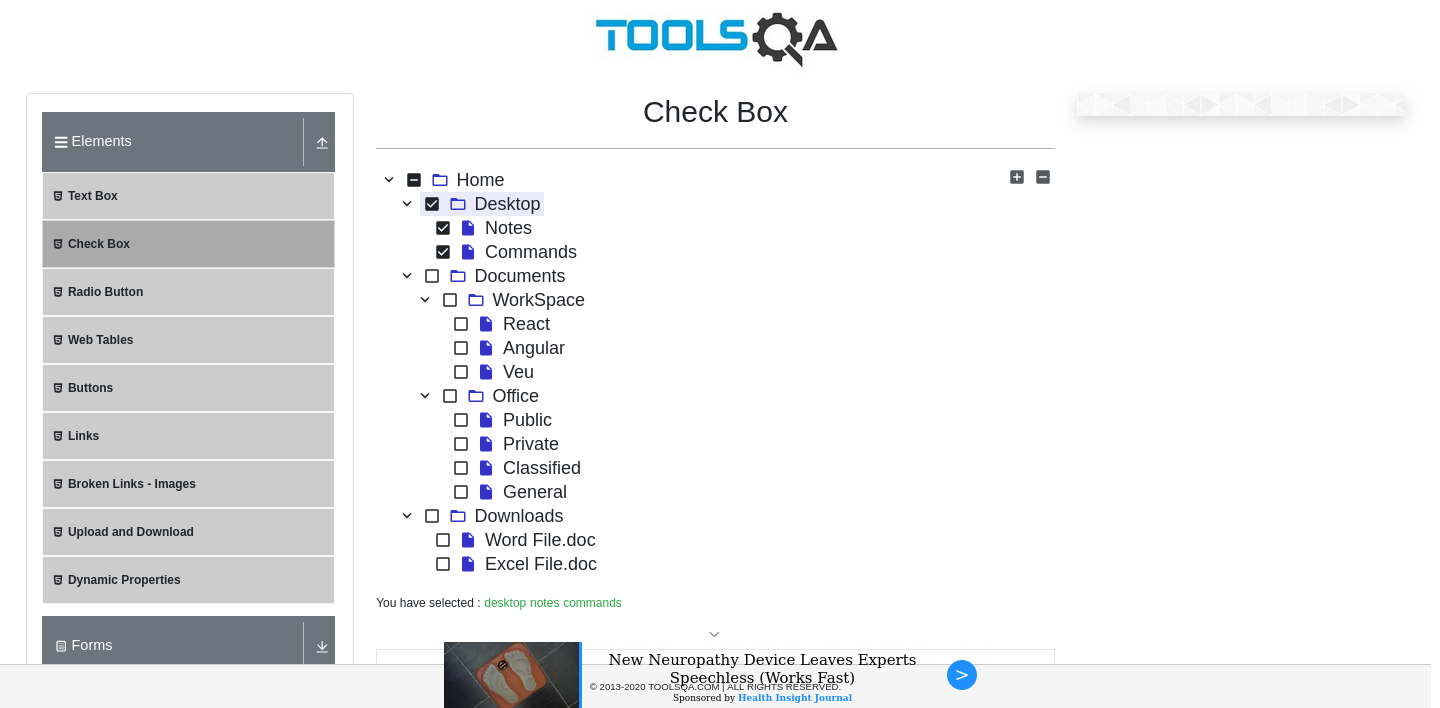 TOOLSQA
Elements
Text Box
Check Box
Radio Button
Web Tables
Buttons
Links
Broken Links - Images
Upload and Download
Dynamic Properties
Forms
Check Box
Home
Desktop
Notes
Commands
Documents
WorkSpace
React
Angular
Veu
Office
Public
Private
Classified
General
Downloads
Word File.doc
Excel File.doc
You have selected : desktop notes commands
New Neuropathy Device Leaves Experts
Speechless (Works Fast)
>
© 2013-2020 TOOLSQA.COM | ALL RIGHTS RESERVED.
Sponsored by Health Insight Journal